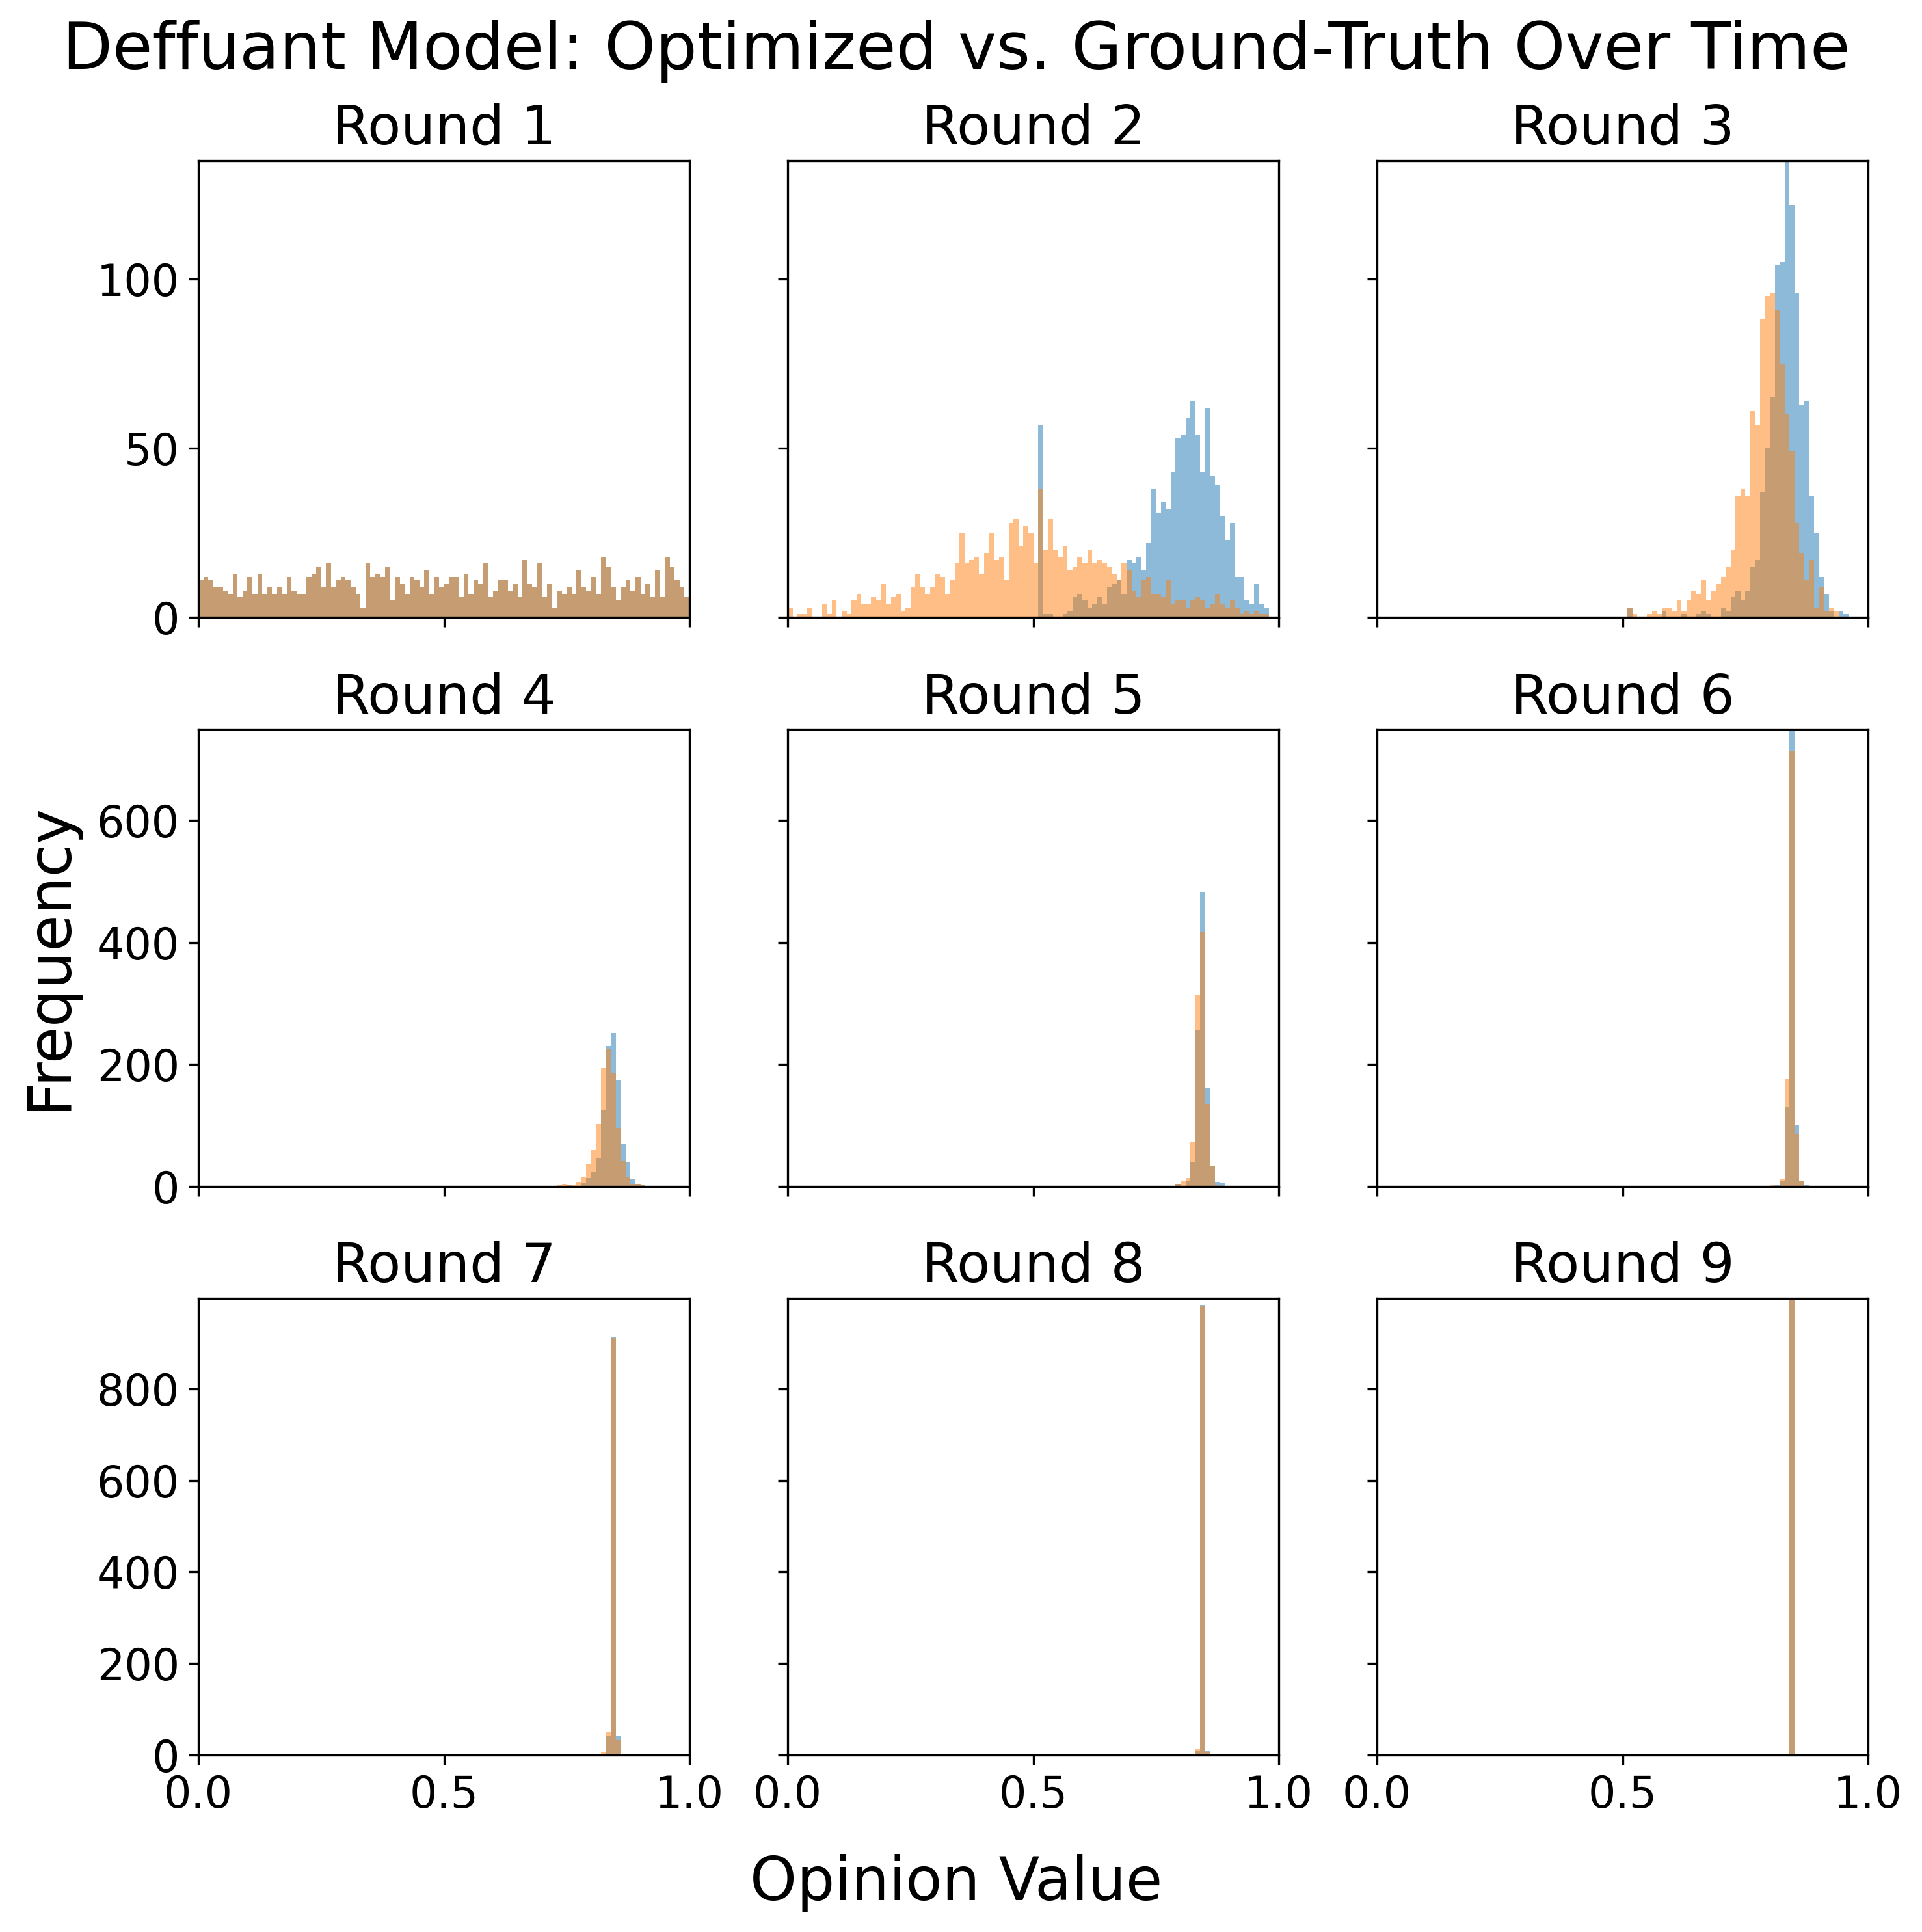 Deffuant Model: Optimized vs. Ground-Truth Over Time
Round 1
Round 2
Round 3
100
50
0
Round 4
Round 5
Round 6
600
400
200
0
Frequency
Round 7
Round 8
Round 9
800
600
400
200
0
0.0 0.5 1.0 0.0 0.5 1.0 0.0 0.5 1.0
Opinion Value